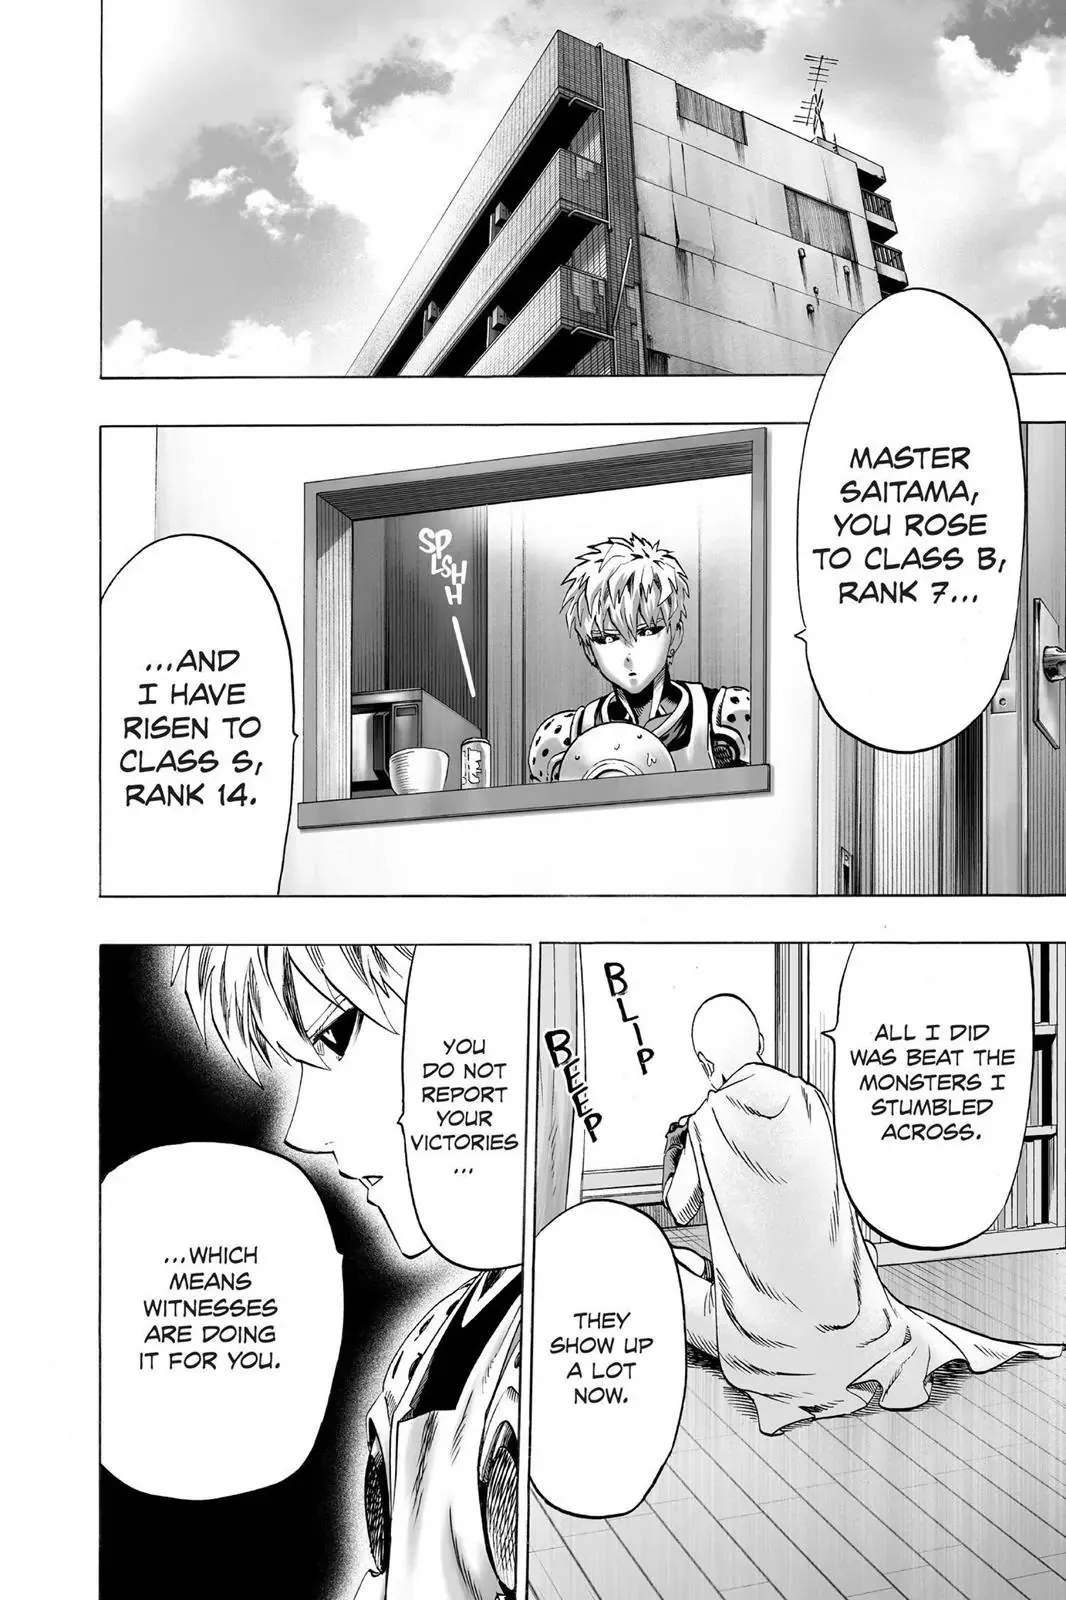 MASTER
SAITAMA,
YOU ROSE
TO CLASS B,
RANK 7...
SPLSHH
...AND
I HAVE
RISEN TO
CLASS S,
RANK 14.
ALL I DID
WAS BEAT THE
MONSTERS I
STUMBLED
ACROSS.
BLIP
BEEP
THEY
SHOW UP
A LOT
NOW.
YOU
DO NOT
REPORT
YOUR
VICTORIES
...
...WHICH
MEANS
WITNESSES
ARE DOING
IT FOR YOU.